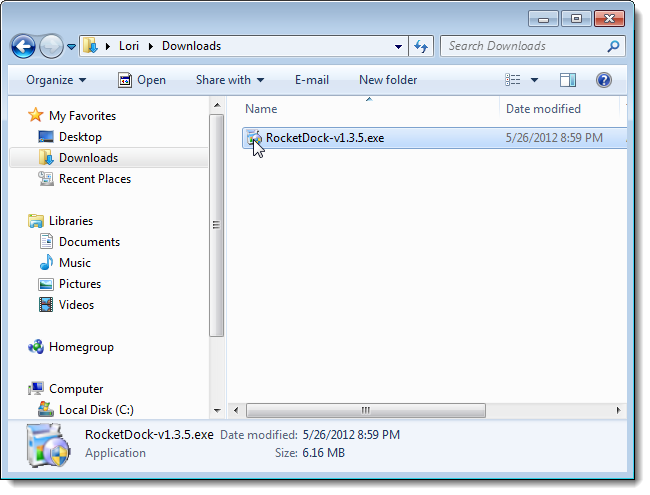 Lori Downloads
Search Downloads
Organize Open Share with E-mail New folder
Name Date modified
My Favorites
Desktop
Downloads
Recent Places
Libraries
Documents
Music
Pictures
Videos
Homegroup
Computer
Local Disk (C:)
RocketDock-v1.3.5.exe 5/26/2012 8:59 PM
RocketDock-v1.3.5.exe Date modified: 5/26/2012 8:59 PM
Application Size: 6.16 MB